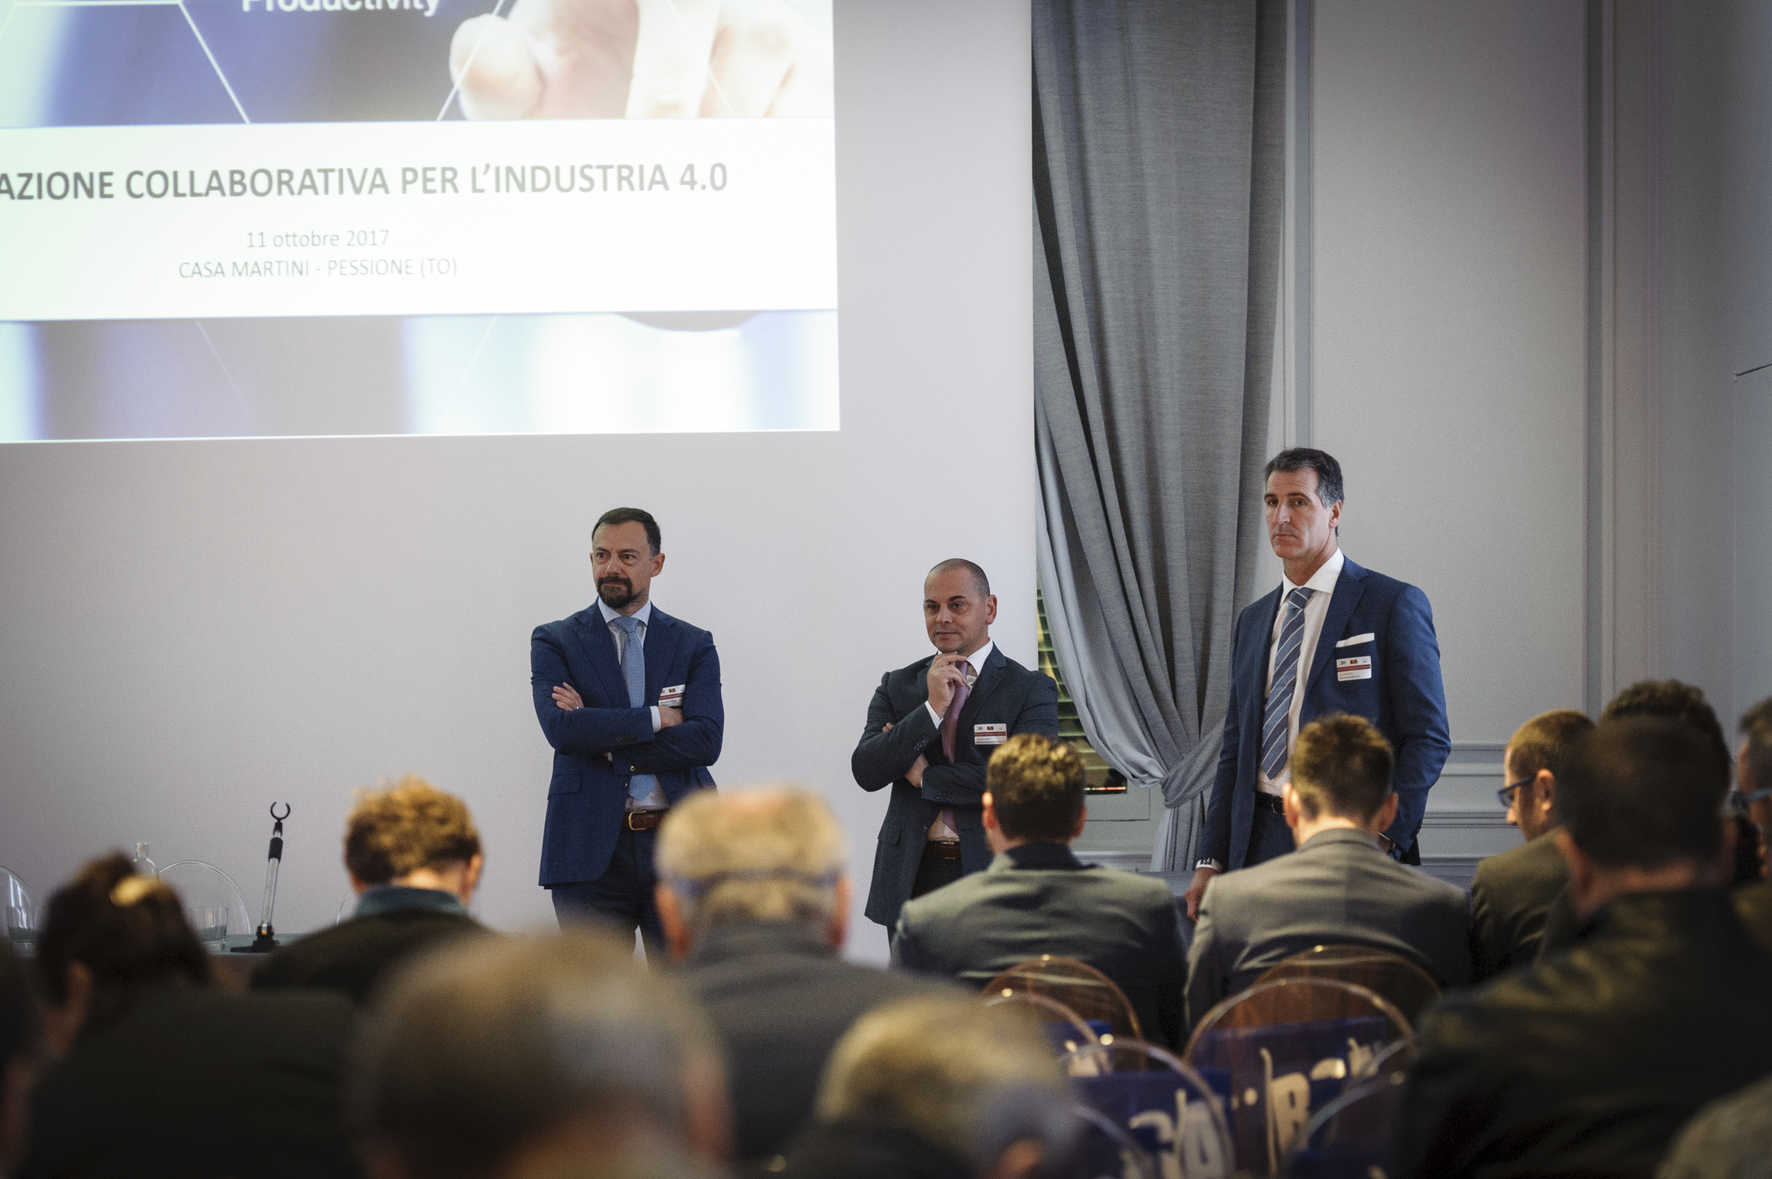 Productivity
AZIONE COLLABORATIVA PER L'INDUSTRIA 4.0
11 ottobre 2017
CASA MARTINI - PESSIONE (TO)